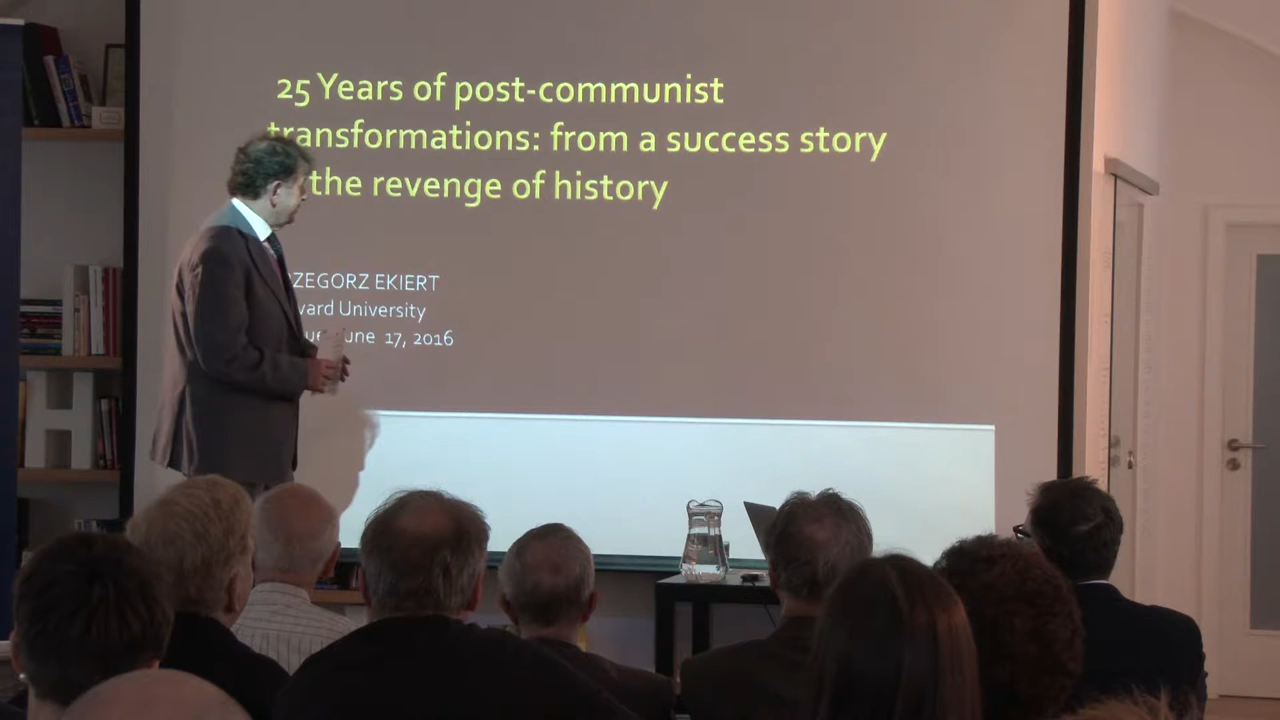 25 Years of post-communist
transformations: from a success story
the revenge of history
ZEGORZ EKIERT
vard University
une 17, 2016
H